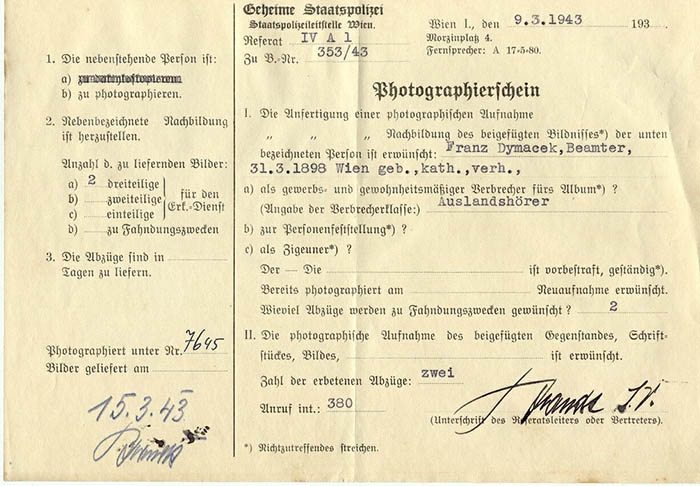 Geheime Staatspolizei
Staatspolizeileitstelle Wien.
Referat IV A 1
Zu B.-Nr. 353/43
Wien I., den 9.3.1943 193
Morzinplatz 4.
Fernsprecher: A 17-5-80.
1. Die nebenstehende Person ist:
a)
b) zu photographieren.
2. Nebenbezeichnete Nachbildung
ist herzustellen.
Anzahl d. zu liefernden Bilder:
a) 2 dreiteilige
b) zweiteilige
c) einteilige
für den
Erk.-Dienst
d) zu Fahndungszwecken
3. Die Abzüge sind in
Tagen zu liefern.
Photographiert unter Nr. 7645
Bilder geliefert am
15.3.43
Photographierschein
I. Die Anfertigung einer photographischen Aufnahme
„ „ „ Nachbildung des beigefügten Bildnisses*) der unten
bezeichneten Person ist erwünscht: Franz Dymacek,Beamter,
31.3.1898 Wien geb.,kath.,verh.,
a) als gewerbs- und gewohnheitsmäßiger Verbrecher fürs Album*) ?
(Angabe der Verbrecherklasse:) Auslandshörer
b) zur Personenfeststellung*) ?
c) als Zigeuner*) ?
Der — Die ist vorbestraft, geständig*).
Bereits photographiert am Neuaufnahme erwünscht.
Wieviel Abzüge werden zu Fahndungszwecken gewünscht ? 2
II. Die photographische Aufnahme des beigefügten Gegenstandes, Schrift-
stückes, Bildes, ist erwünscht.
Zahl der erbetenen Abzüge: zwei
Anruf int.: 380
(Unterschrift des Referatsleiters oder Vertreters).
*) Nichtzutreffendes streichen.